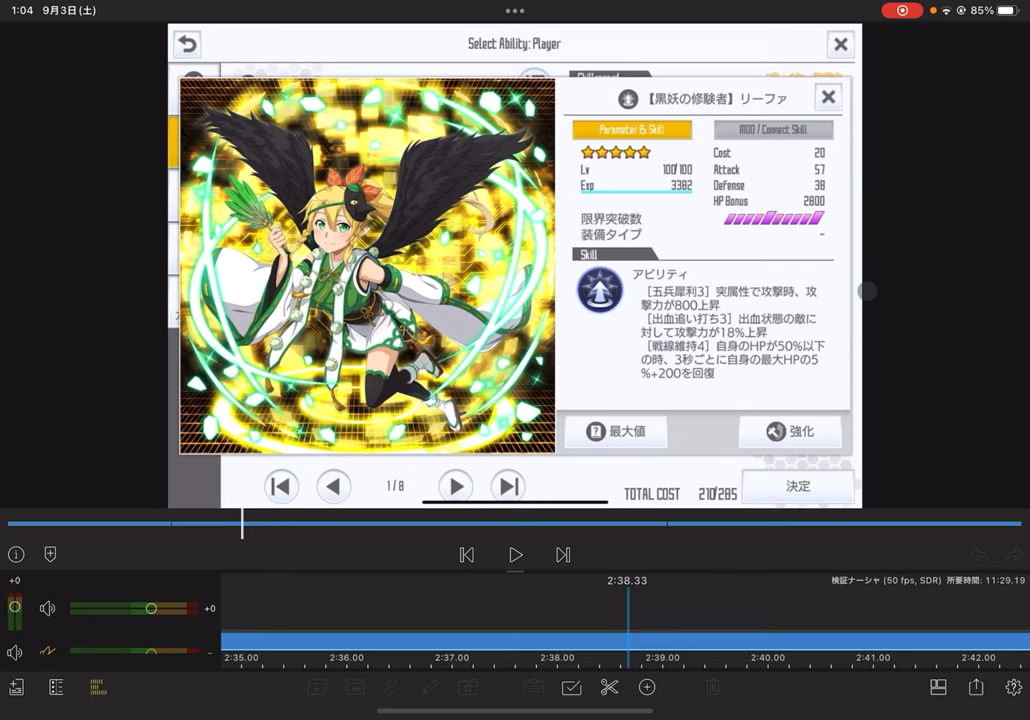 1:04 9月3日(土)
85%
Select Ability: Player
【黒妖の修験者】リーファ
Parameter & Skill
MOD / Connect Skill
Lv 100/100
Exp 3382
Cost 20
Attack 57
Defense 38
HP Bonus 2800
限界突破数
装備タイプ -
Skill
アビリティ
［五兵犀利3］突属性で攻撃時、攻
撃力が800上昇
［出血追い打ち3］出血状態の敵に
対して攻撃力が18%上昇
［戦線維持4］自身のHPが50%以下
の時、3秒ごとに自身の最大HPの5
%+200を回復
? 最大値
強化
1/8
TOTAL COST 210/285
決定
+0
2:38.33
検証ナーシャ (50 fps, SDR) 所要時間: 11:29.19
+0
2:35.00 2:36.00 2:37.00 2:38.00 2:39.00 2:40.00 2:41.00 2:42.00